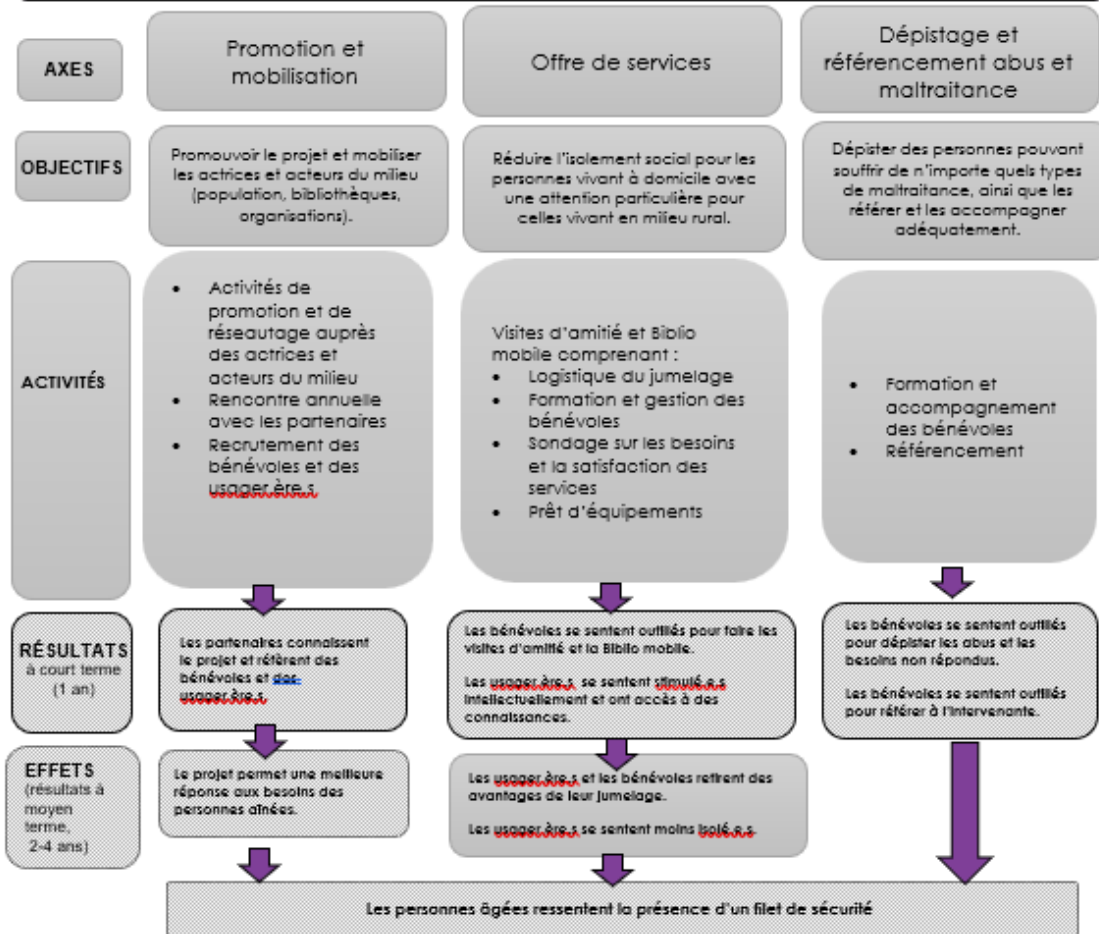 AXES
Promotion et
mobilisation
Offre de services
Dépistage et
référencement abus et
maltraitance
OBJECTIFS
Promouvoir le projet et mobiliser
les actrices et acteurs du milieu
(population, bibliothèques,
organisations).
Réduire l'isolement social pour les
personnes vivant à domicile avec
une attention particulière pour
celles vivant en milieu rural.
Dépister des personnes pouvant
souffrir de n'importe quels types
de maltraitance, ainsi que les
référer et les accompagner
adéquatement.
ACTIVITÉS
• Activités de
promotion et de
réseautage auprès
des actrices et
acteurs du milieu
• Rencontre annuelle
avec les partenaires
• Recrutement des
bénévoles et des
usager.ère.s
Visites d'amitié et Biblio
mobile comprenant :
• Logistique du jumelage
• Formation et gestion des
bénévoles
• Sondage sur les besoins
et la satisfaction des
services
• Prêt d'équipements
• Formation et
accompagnement
des bénévoles
• Référencement
RÉSULTATS
à court terme
(1 an)
Les partenaires connaissent
le projet et réfèrent des
bénévoles et des
usager.ère.s.
Les bénévoles se sentent outillés pour faire les
visites d'amitié et la Biblio mobile.
Les usager.ère.s. se sentent stimulé.e.s
intellectuellement et ont accès à des
connaissances.
Les bénévoles se sentent outillés
pour dépister les abus et les
besoins non répondus.
Les bénévoles se sentent outillés
pour référer à l'intervenante.
EFFETS
(résultats à
moyen
terme,
2-4 ans)
Le projet permet une meilleure
réponse aux besoins des
personnes aînées.
Les usager.ère.s et les bénévoles retirent des
avantages de leur jumelage.
Les usager.ère.s se sentent moins isolé.e.s.
Les personnes âgées ressentent la présence d'un filet de sécurité